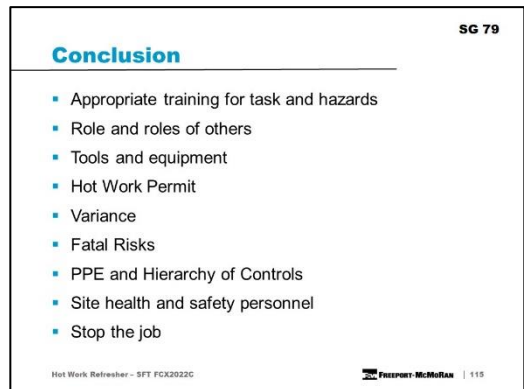 SG 79
Conclusion
▪ Appropriate training for task and hazards
▪ Role and roles of others
▪ Tools and equipment
▪ Hot Work Permit
▪ Variance
▪ Fatal Risks
▪ PPE and Hierarchy of Controls
▪ Site health and safety personnel
▪ Stop the job
Hot Work Refresher – SFT FCX2022C
FREEPORT-MCMORAN | 115